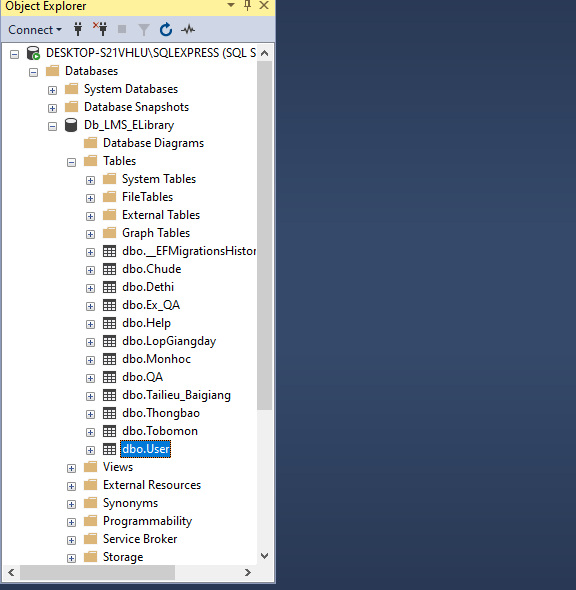 Object Explorer
Connect
DESKTOP-S21VHLU\SQLEXPRESS (SQL S
Databases
System Databases
Database Snapshots
Db_LMS_ELibrary
Database Diagrams
Tables
System Tables
FileTables
External Tables
Graph Tables
dbo.__EFMigrationsHistor
dbo.Chude
dbo.Dethi
dbo.Ex_QA
dbo.Help
dbo.LopGiangday
dbo.Monhoc
dbo.QA
dbo.Tailieu_Baigiang
dbo.Thongbao
dbo.Tobomon
dbo.User
Views
External Resources
Synonyms
Programmability
Service Broker
Storage